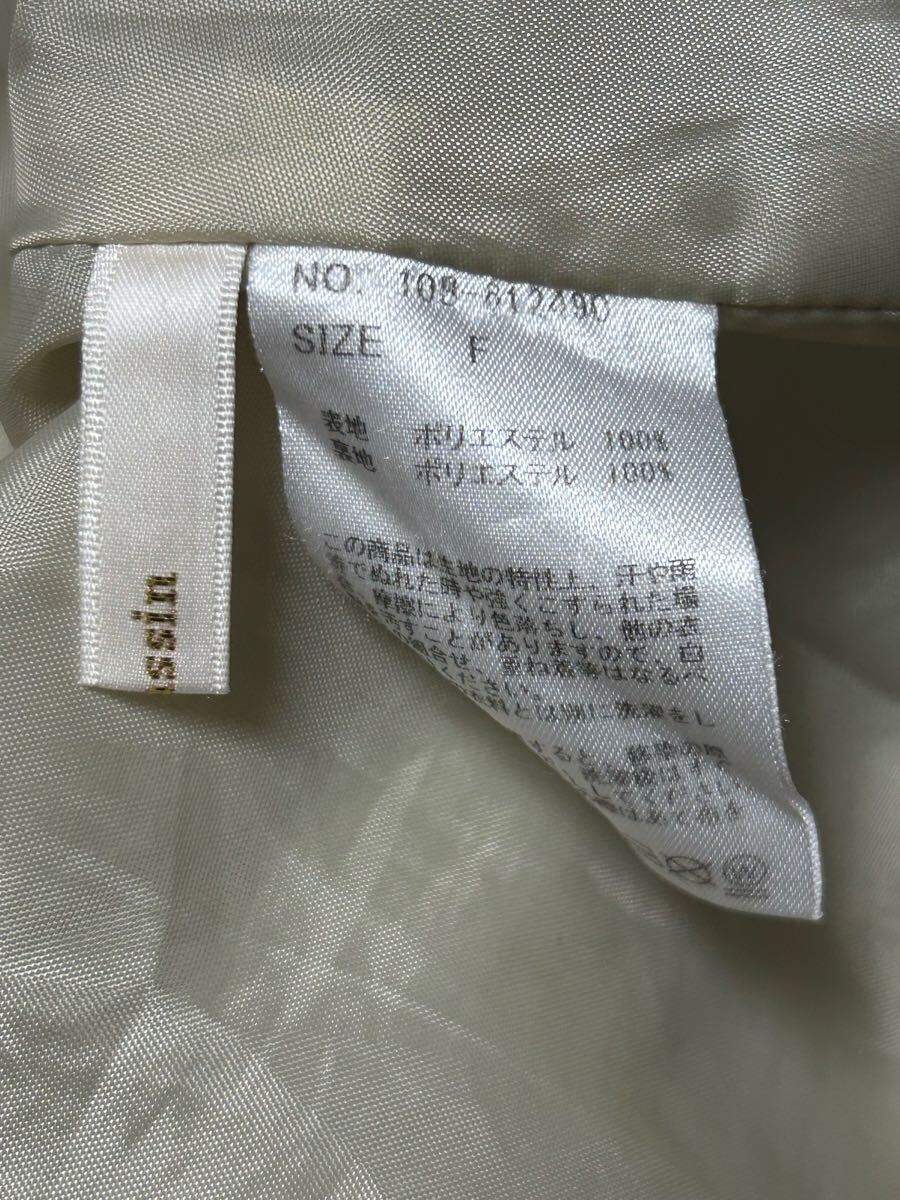 NO. 108-612490
SIZE F
表地 ポリエステル 100%
裏地 ポリエステル 100%
この商品は生地の特性上、汗や雨
等でぬれた時や強くこすられた場
摩擦により色落ちし、他の衣
すことがありますので、白
合せ、重ね着等はなるべ
ください。
とは別に洗濯をし
すると、
ssin